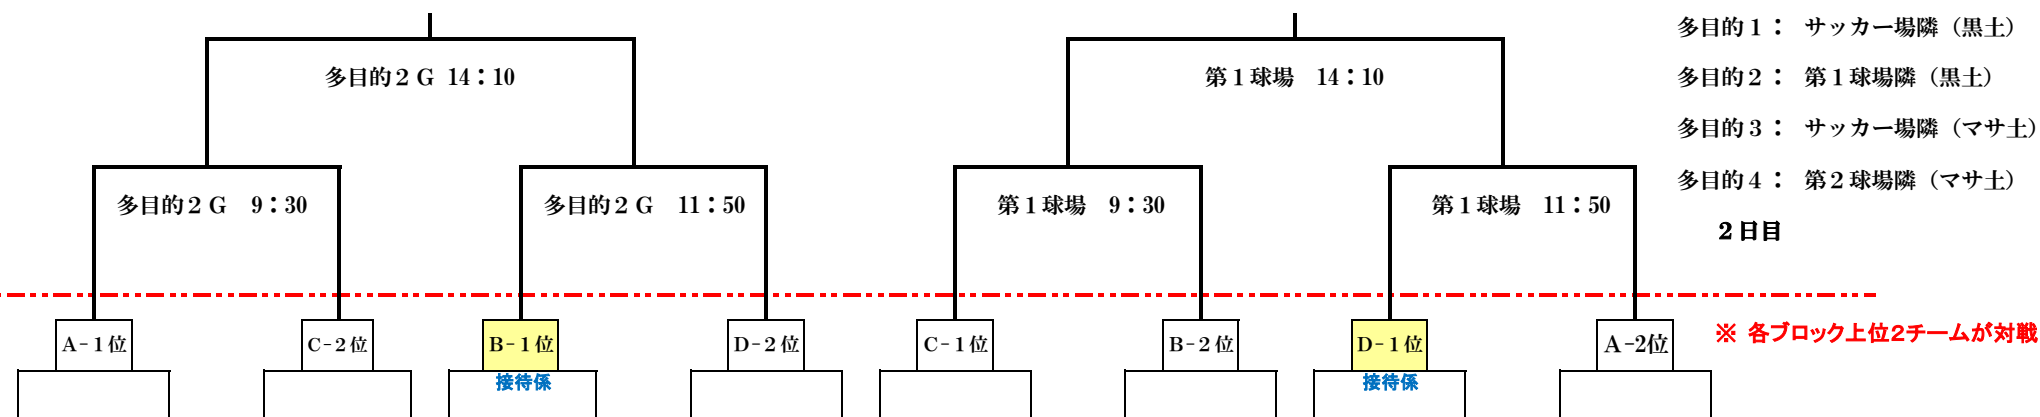 多目的１： サッカー場隣（黒土）
多目的２G 14：10
第１球場 14：10
多目的２： 第１球場隣（黒土）
多目的３： サッカー場隣（マサ土）
多目的４： 第２球場隣（マサ土）
多目的２G 9：30
多目的２G 11：50
第１球場 9：30
第１球場 11：50
２日目
※ 各ブロック上位２チームが対戦
A-１位
C-２位
B-１位
D-２位
C-１位
B-２位
D-１位
A-2位
接待係
接待係